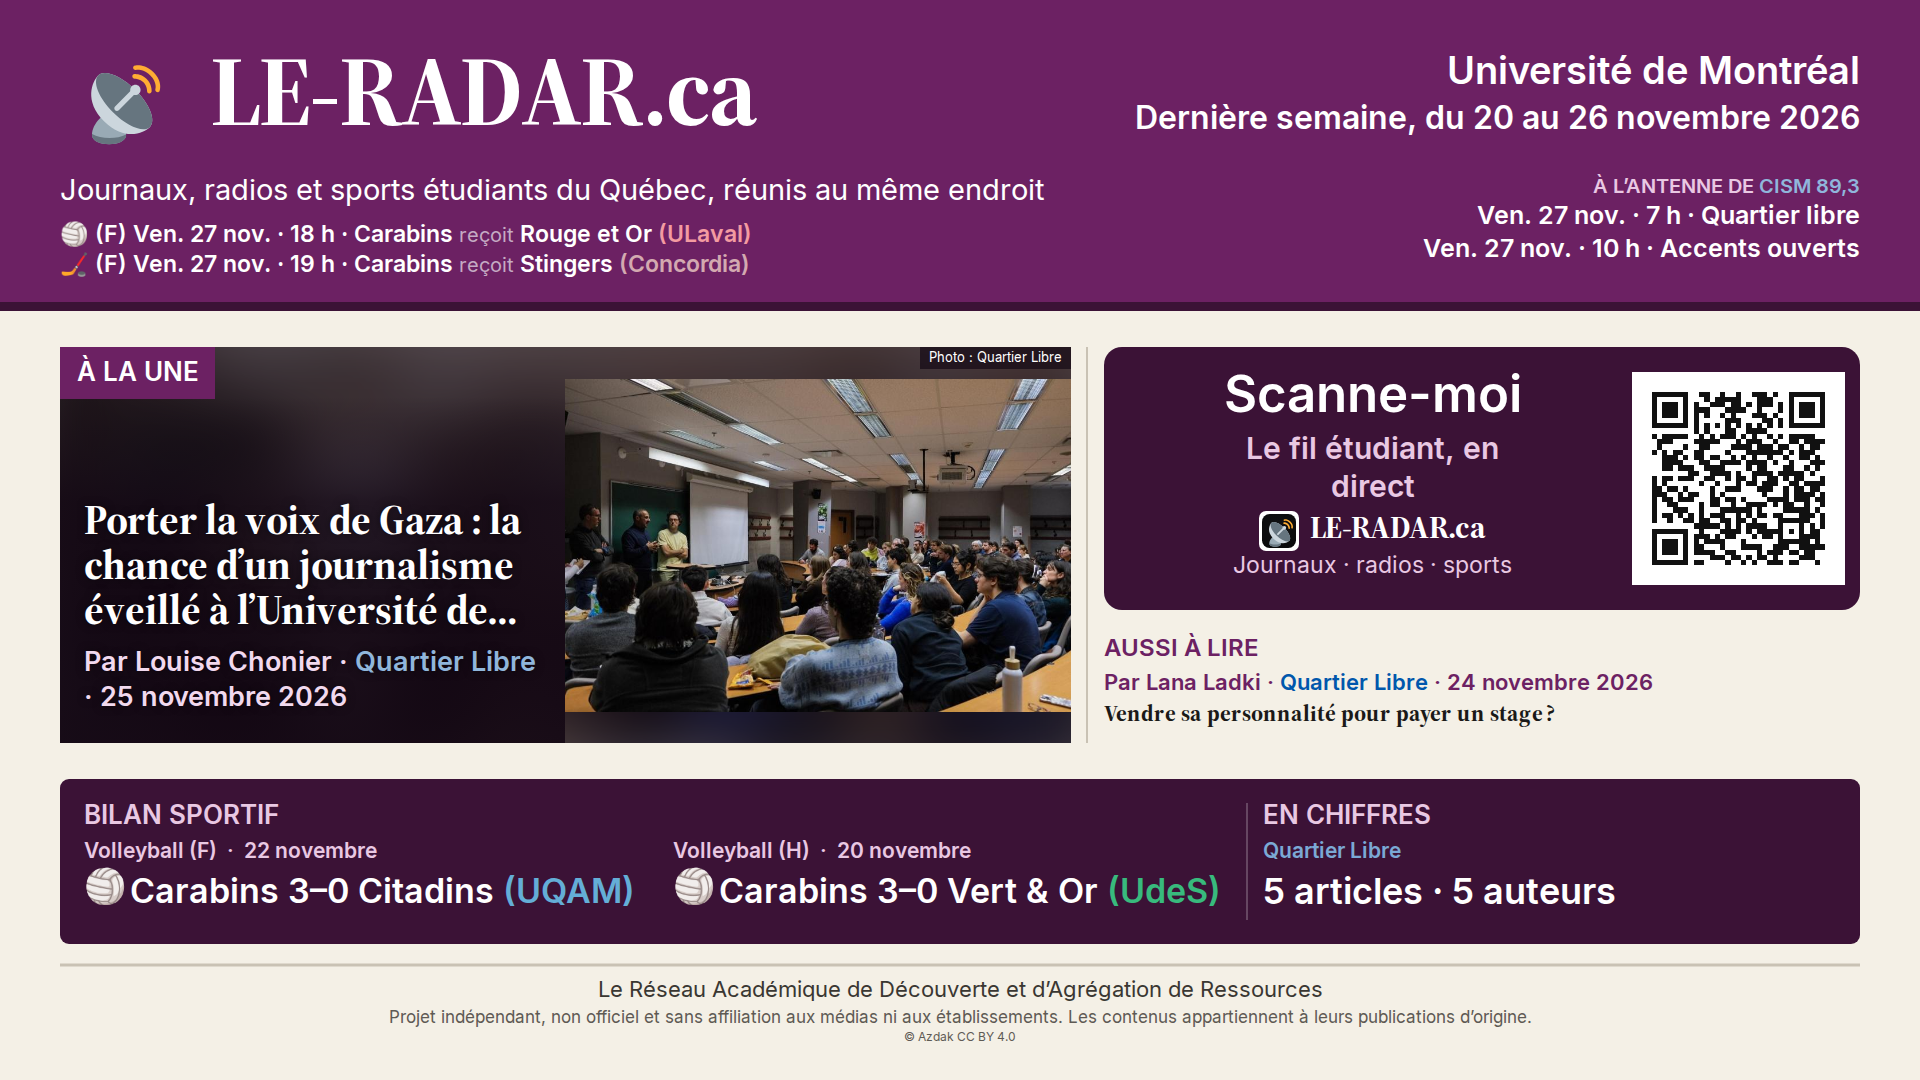 LE-RADAR.ca
Université de Montréal
Dernière semaine, du 20 au 26 novembre 2026
Journaux, radios et sports étudiants du Québec, réunis au même endroit
(F) Ven. 27 nov. · 18 h · Carabins reçoit Rouge et Or (ULaval)
(F) Ven. 27 nov. · 19 h · Carabins reçoit Stingers (Concordia)
À L’ANTENNE DE CISM 89,3
Ven. 27 nov. · 7 h · Quartier libre
Ven. 27 nov. · 10 h · Accents ouverts
À LA UNE
Photo : Quartier Libre
Porter la voix de Gaza : la
chance d’un journalisme
éveillé à l’Université de...
Par Louise Chonier · Quartier Libre
· 25 novembre 2026
Scanne-moi
Le fil étudiant, en
direct
LE-RADAR.ca
Journaux · radios · sports
AUSSI À LIRE
Par Lana Ladki · Quartier Libre · 24 novembre 2026
Vendre sa personnalité pour payer un stage ?
BILAN SPORTIF
Volleyball (F) · 22 novembre
Carabins 3–0 Citadins (UQAM)
Volleyball (H) · 20 novembre
Carabins 3–0 Vert & Or (UdeS)
EN CHIFFRES
Quartier Libre
5 articles · 5 auteurs
Le Réseau Académique de Découverte et d’Agrégation de Ressources
Projet indépendant, non officiel et sans affiliation aux médias ni aux établissements. Les contenus appartiennent à leurs publications d’origine.
© Azdak CC BY 4.0